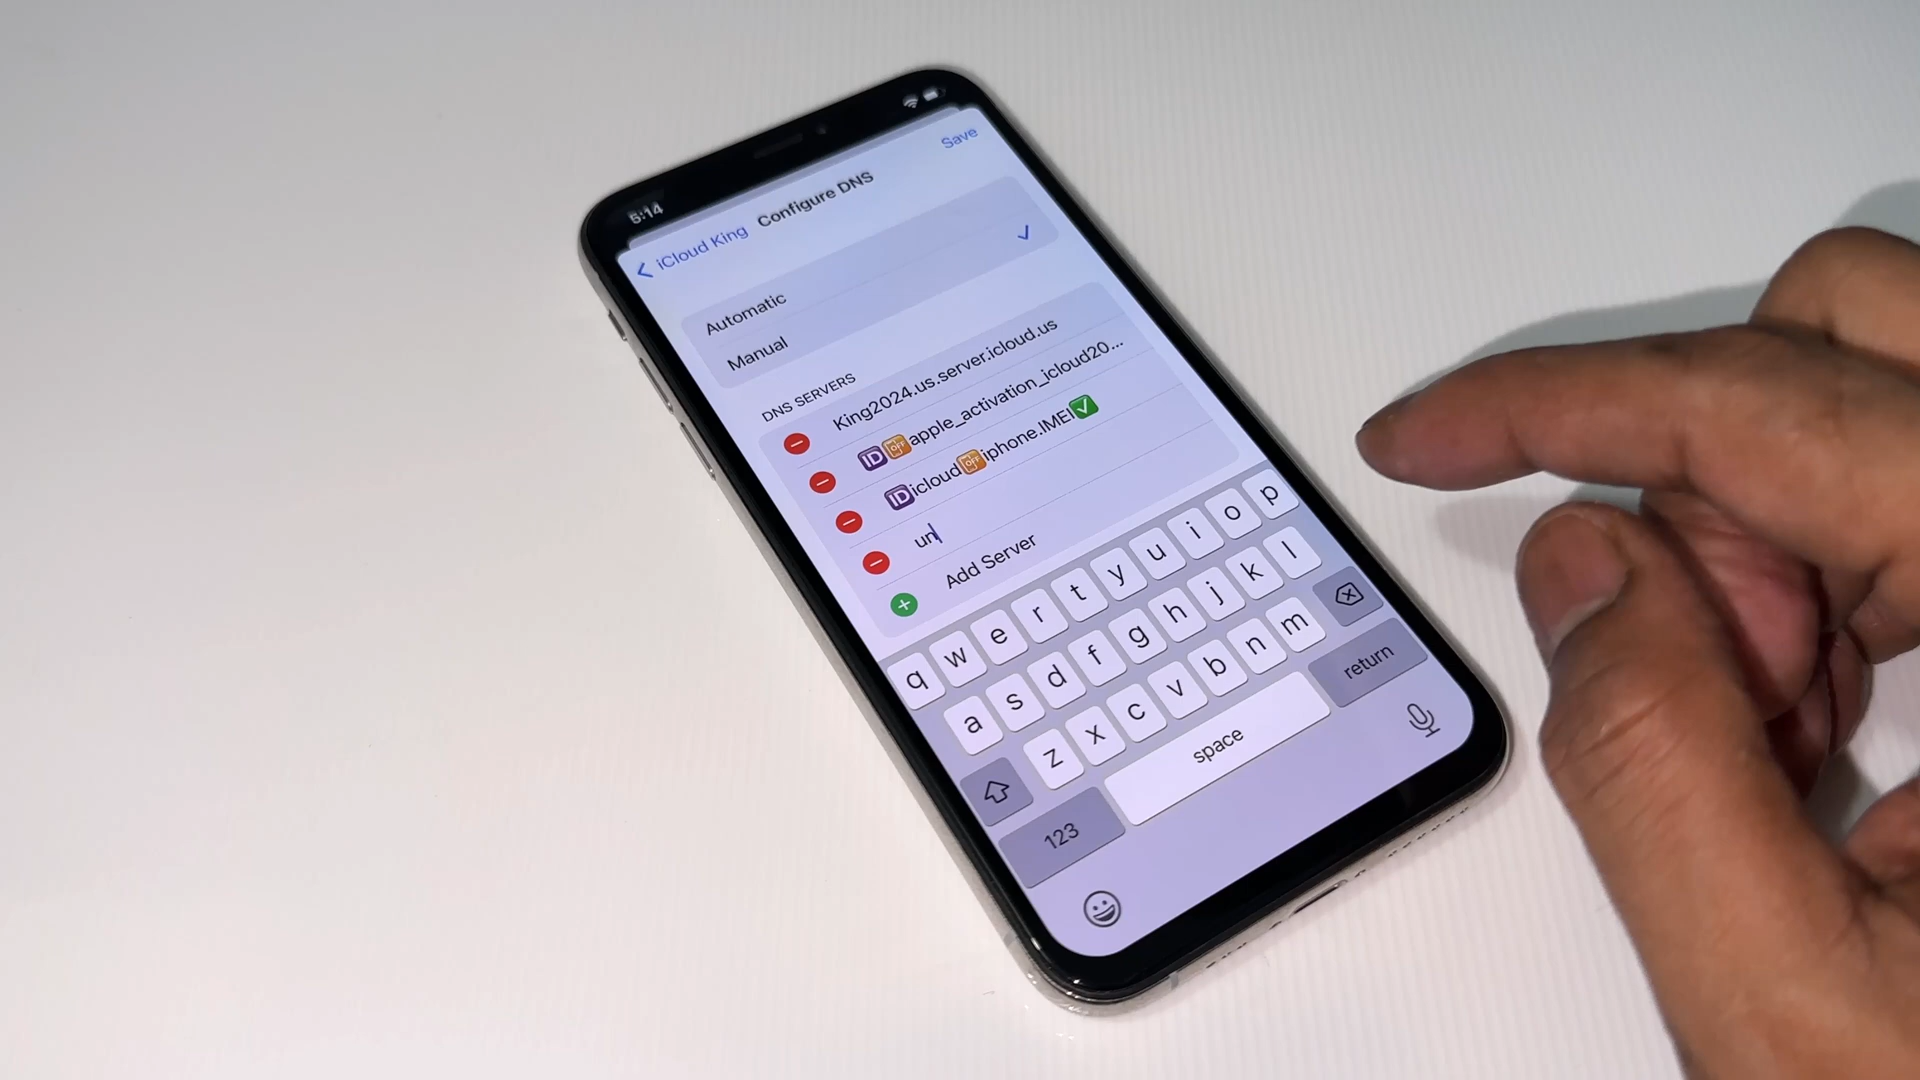 5:14
Save
iCloud King Configure DNS
Automatic
Manual
DNS SERVERS
King2024.us.server.icloud.us
🆔📴apple_activation_icloud20...
🆔icloud📴iphone.IMEI✅
un
Add Server
q w e r t y u i o p
a s d f g h j k l
z x c v b n m
123 space return